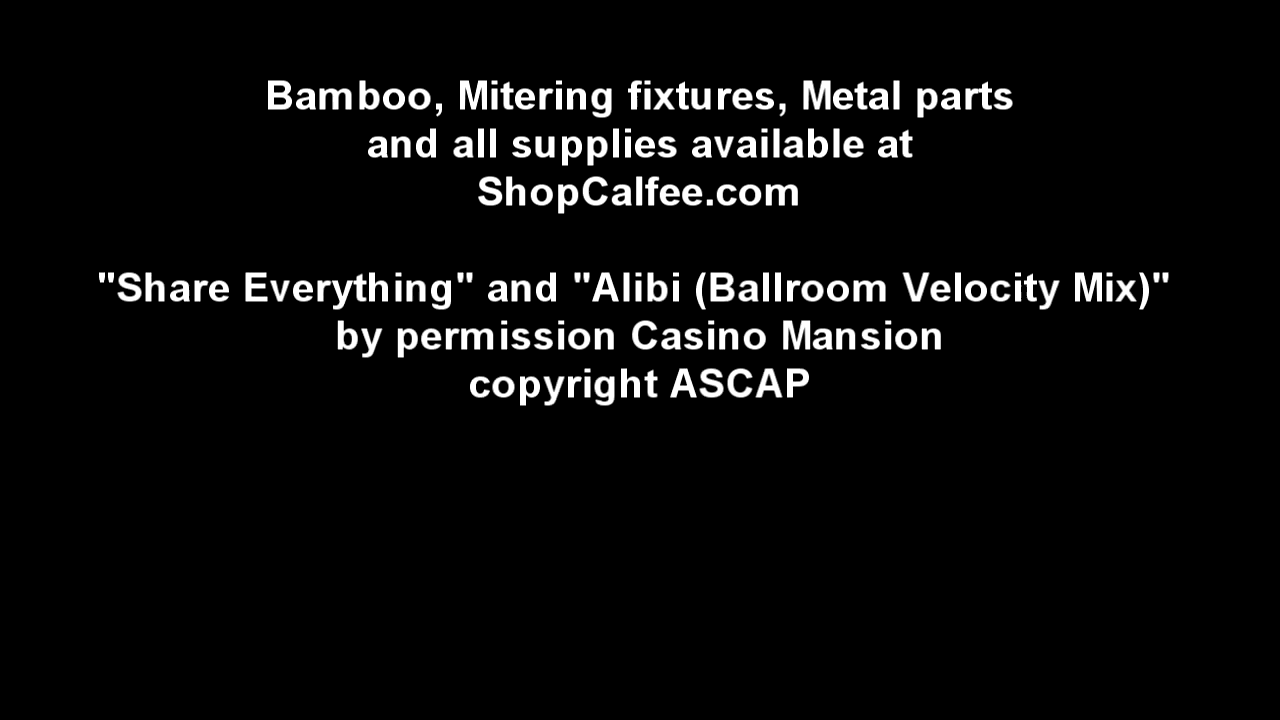 Bamboo, Mitering fixtures, Metal parts
and all supplies available at
ShopCalfee.com
"Share Everything" and "Alibi (Ballroom Velocity Mix)"
by permission Casino Mansion
copyright ASCAP